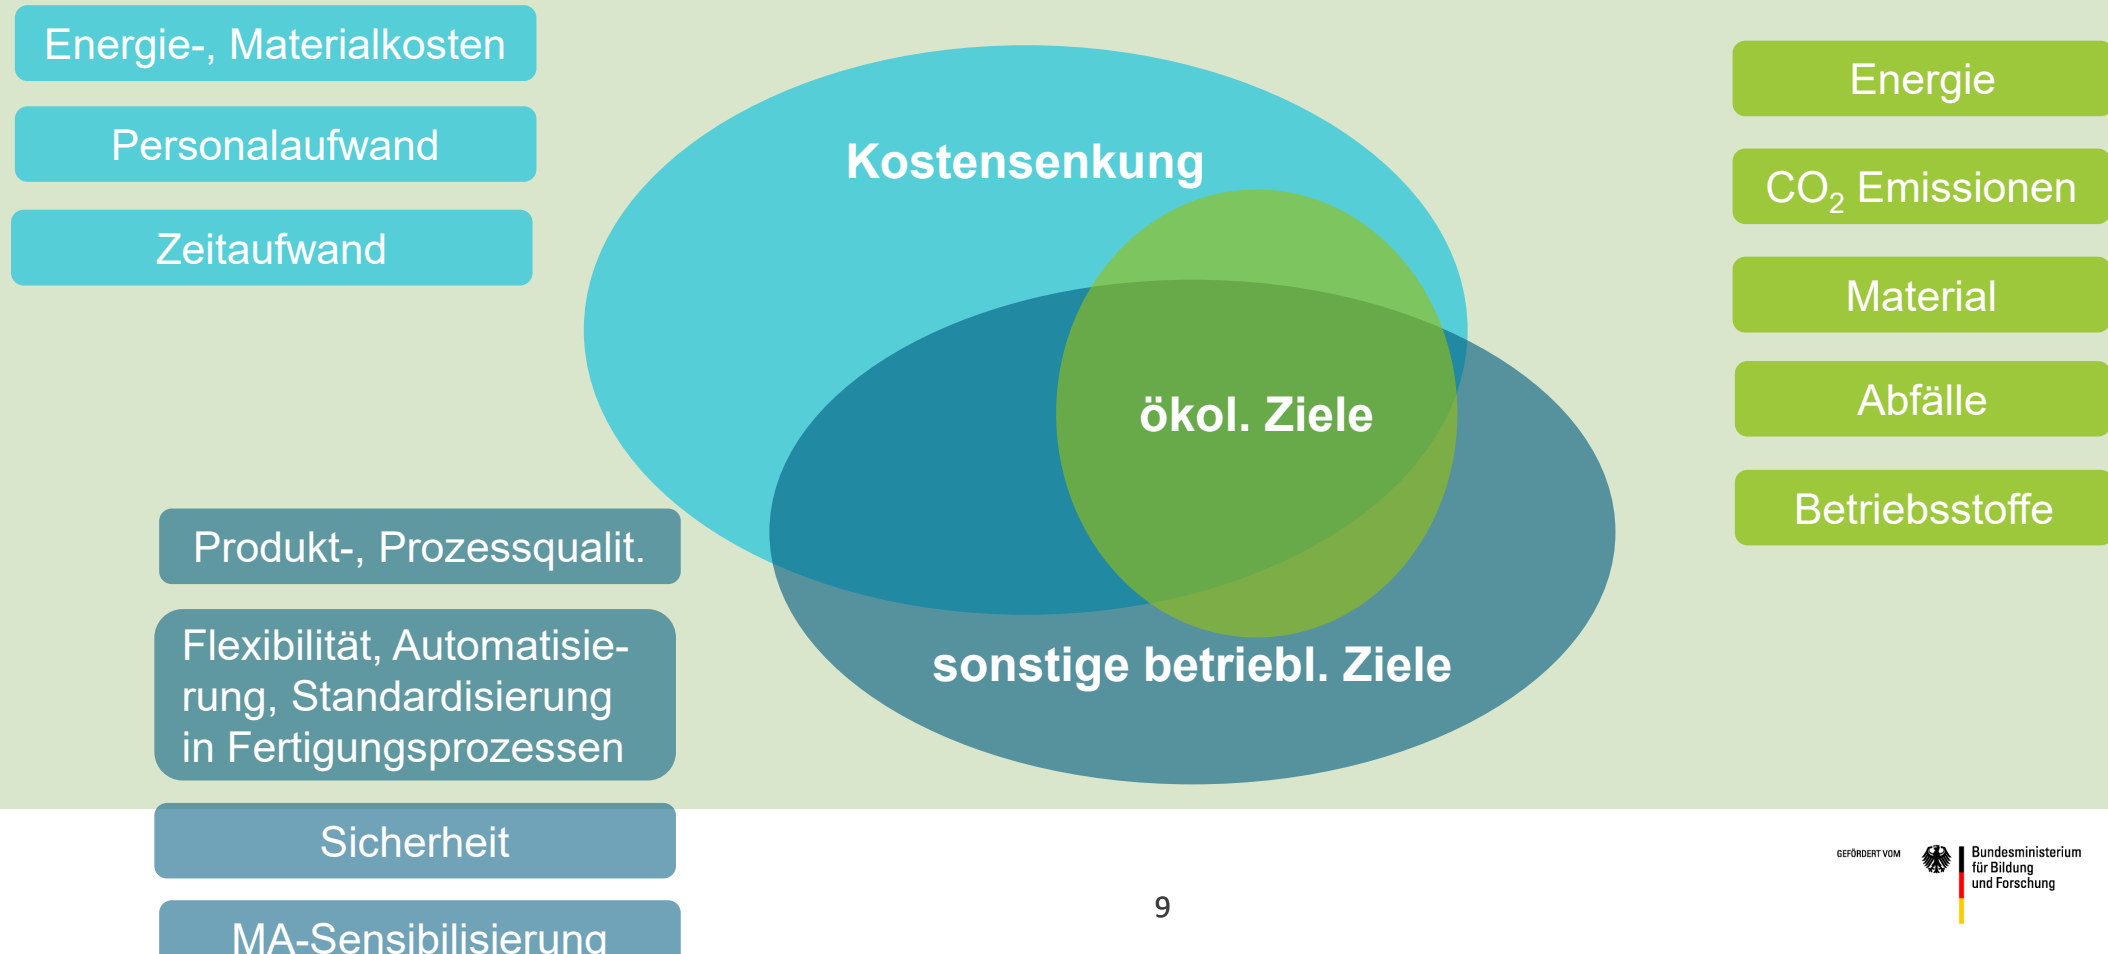 Energie-, Materialkosten
Personalaufwand
Zeitaufwand
Kostensenkung
ökol. Ziele
sonstige betriebl. Ziele
Energie
CO₂ Emissionen
Material
Abfälle
Betriebsstoffe
Produkt-, Prozessqualit.
Flexibilität, Automatisie-
rung, Standardisierung
in Fertigungsprozessen
Sicherheit
MA-Sensibilisierung
9
GEFÖRDERT VOM
Bundesministerium
für Bildung
und Forschung